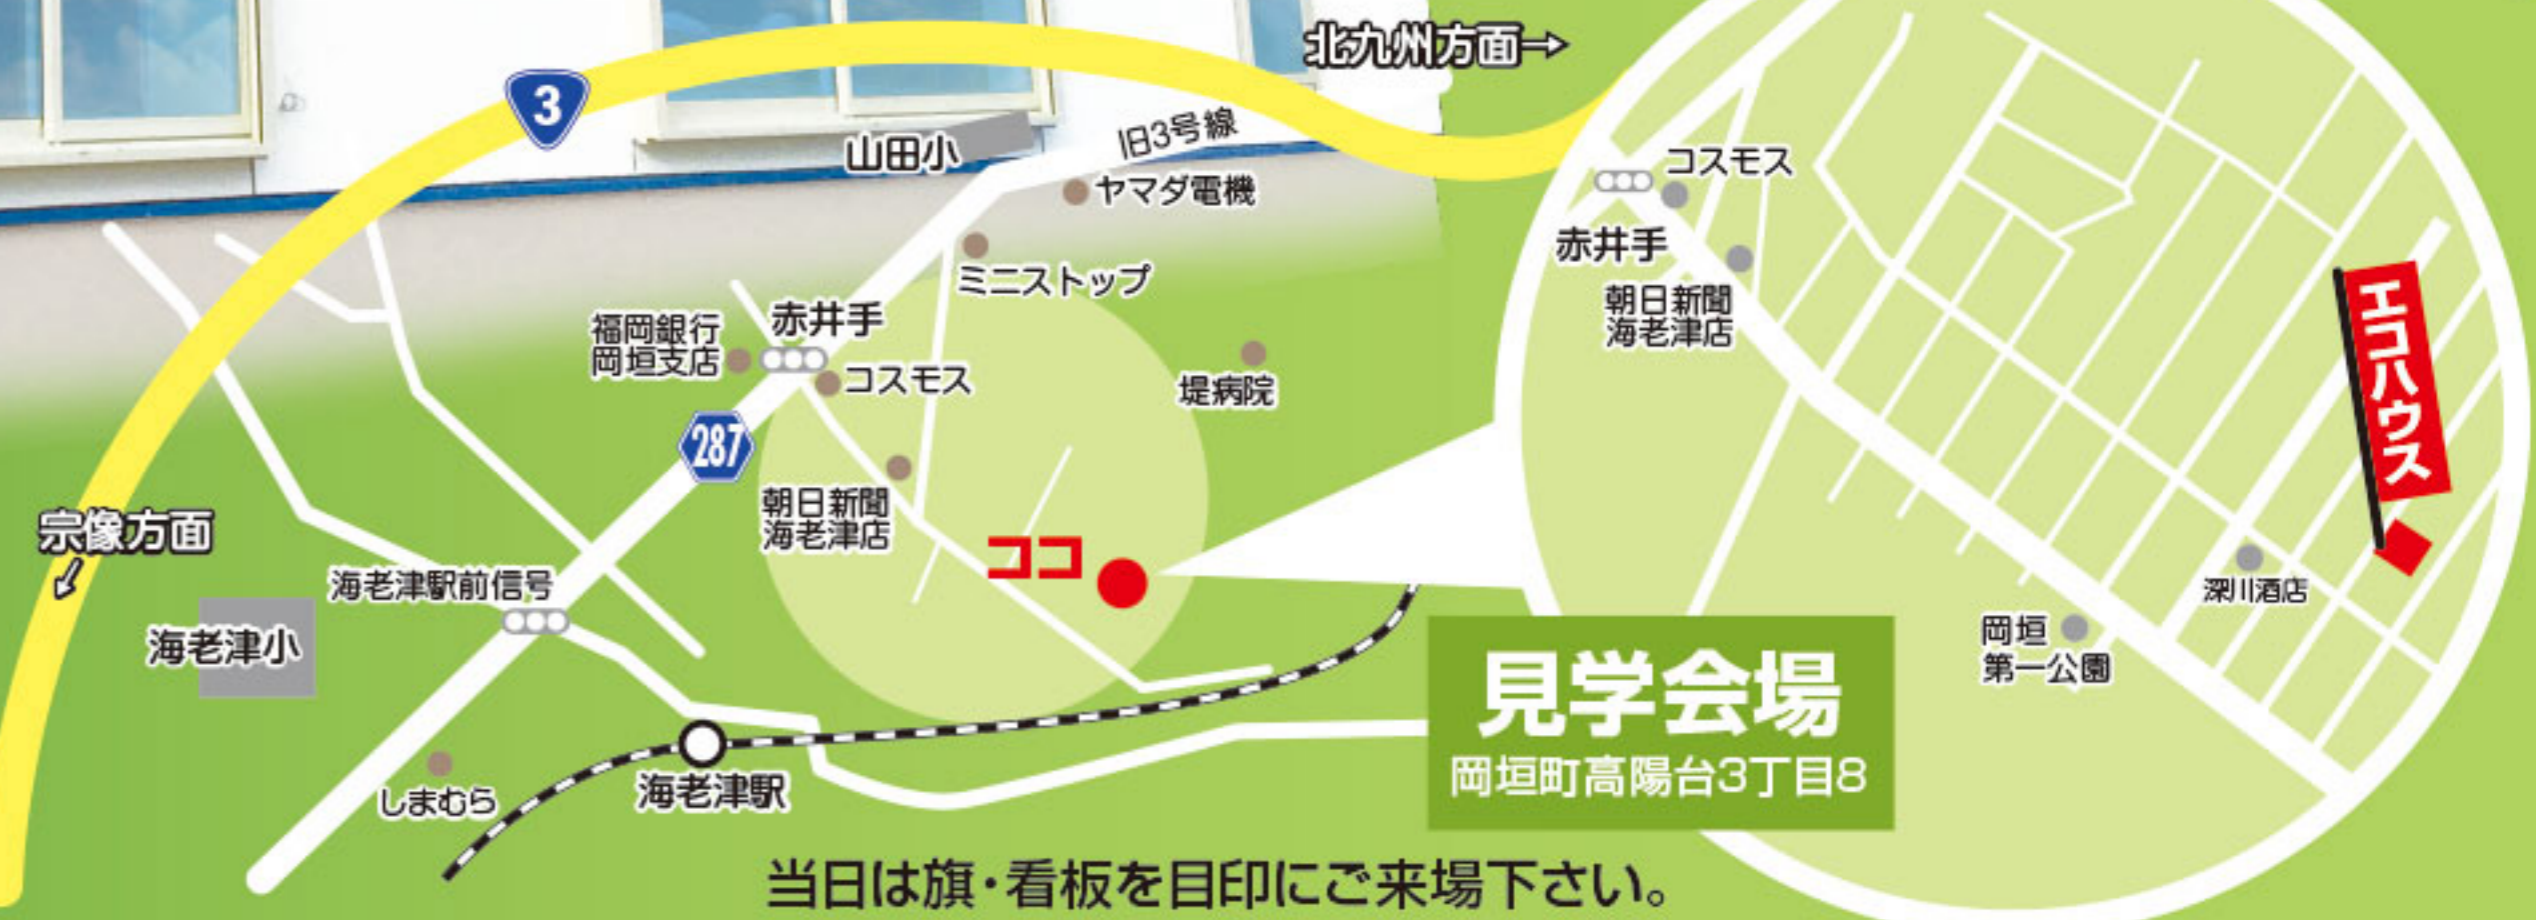 北九州方面→
3
山田小
旧3号線
ヤマダ電機
ミニストップ
福岡銀行
岡垣支店
赤井手
コスモス
堤病院
287
朝日新聞
海老津店
ココ
宗像方面
↙
海老津駅前信号
海老津小
しまむら
海老津駅
コスモス
赤井手
朝日新聞
海老津店
エコハウス
深川酒店
岡垣
第一公園
見学会場
岡垣町高陽台3丁目8
当日は旗・看板を目印にご来場下さい。